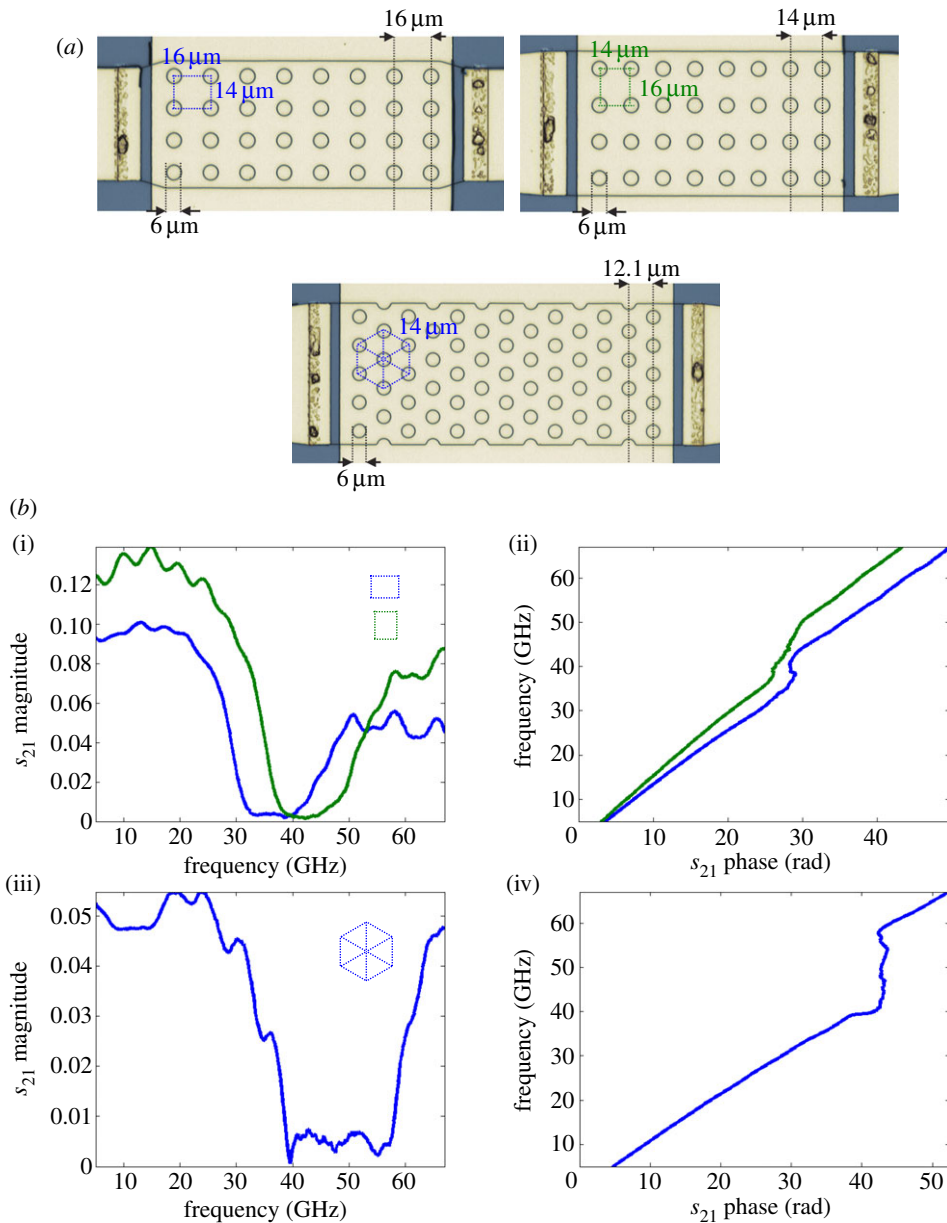 (a)
16 μm
14 μm
16 μm
14 μm
14 μm
16 μm
6 μm
6 μm
12.1 μm
14 μm
6 μm
(b)
(i)
s21 magnitude
0.12
0.10
0.08
0.06
0.04
0.02
0
10 20 30 40 50 60
frequency (GHz)
(ii)
frequency (GHz)
60
50
40
30
20
10
0 10 20 30 40
s21 phase (rad)
(iii)
s21 magnitude
0.05
0.04
0.03
0.02
0.01
0
10 20 30 40 50 60
frequency (GHz)
(iv)
frequency (GHz)
60
50
40
30
20
10
0 10 20 30 40 50
s21 phase (rad)